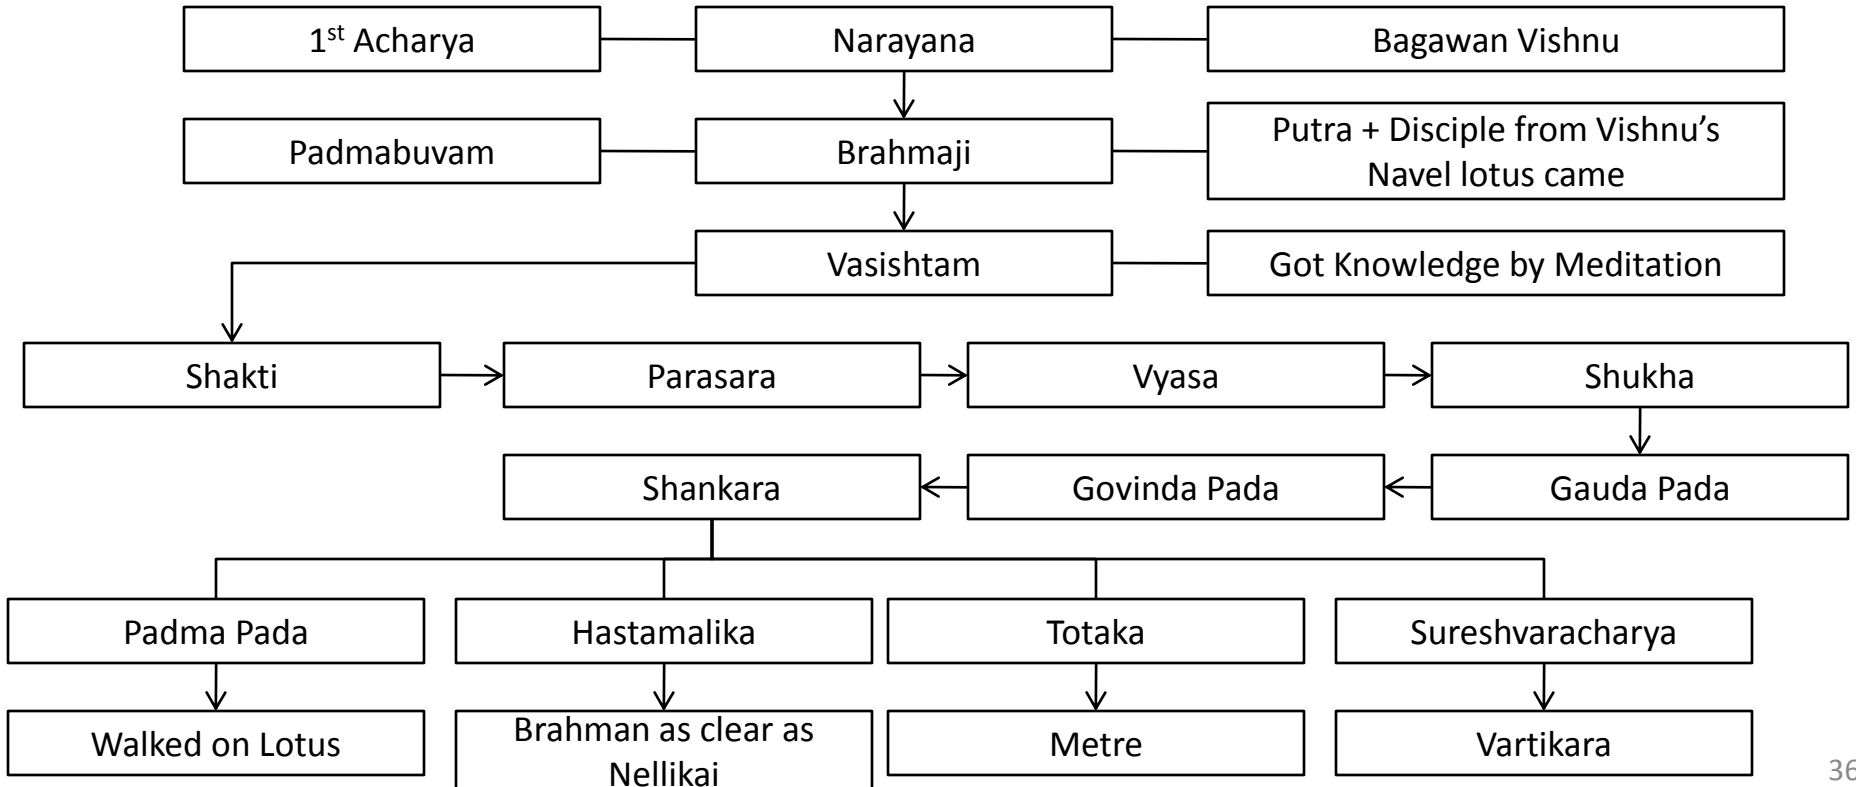 1st Acharya
Narayana
Bagawan Vishnu
Padmabuvam
Brahmaji
Putra + Disciple from Vishnu’s
Navel lotus came
Vasishtam
Got Knowledge by Meditation
Shakti
Parasara
Vyasa
Shukha
Shankara
Govinda Pada
Gauda Pada
Padma Pada
Hastamalika
Totaka
Sureshvaracharya
Walked on Lotus
Brahman as clear as
Nellikai
Metre
Vartikara
36